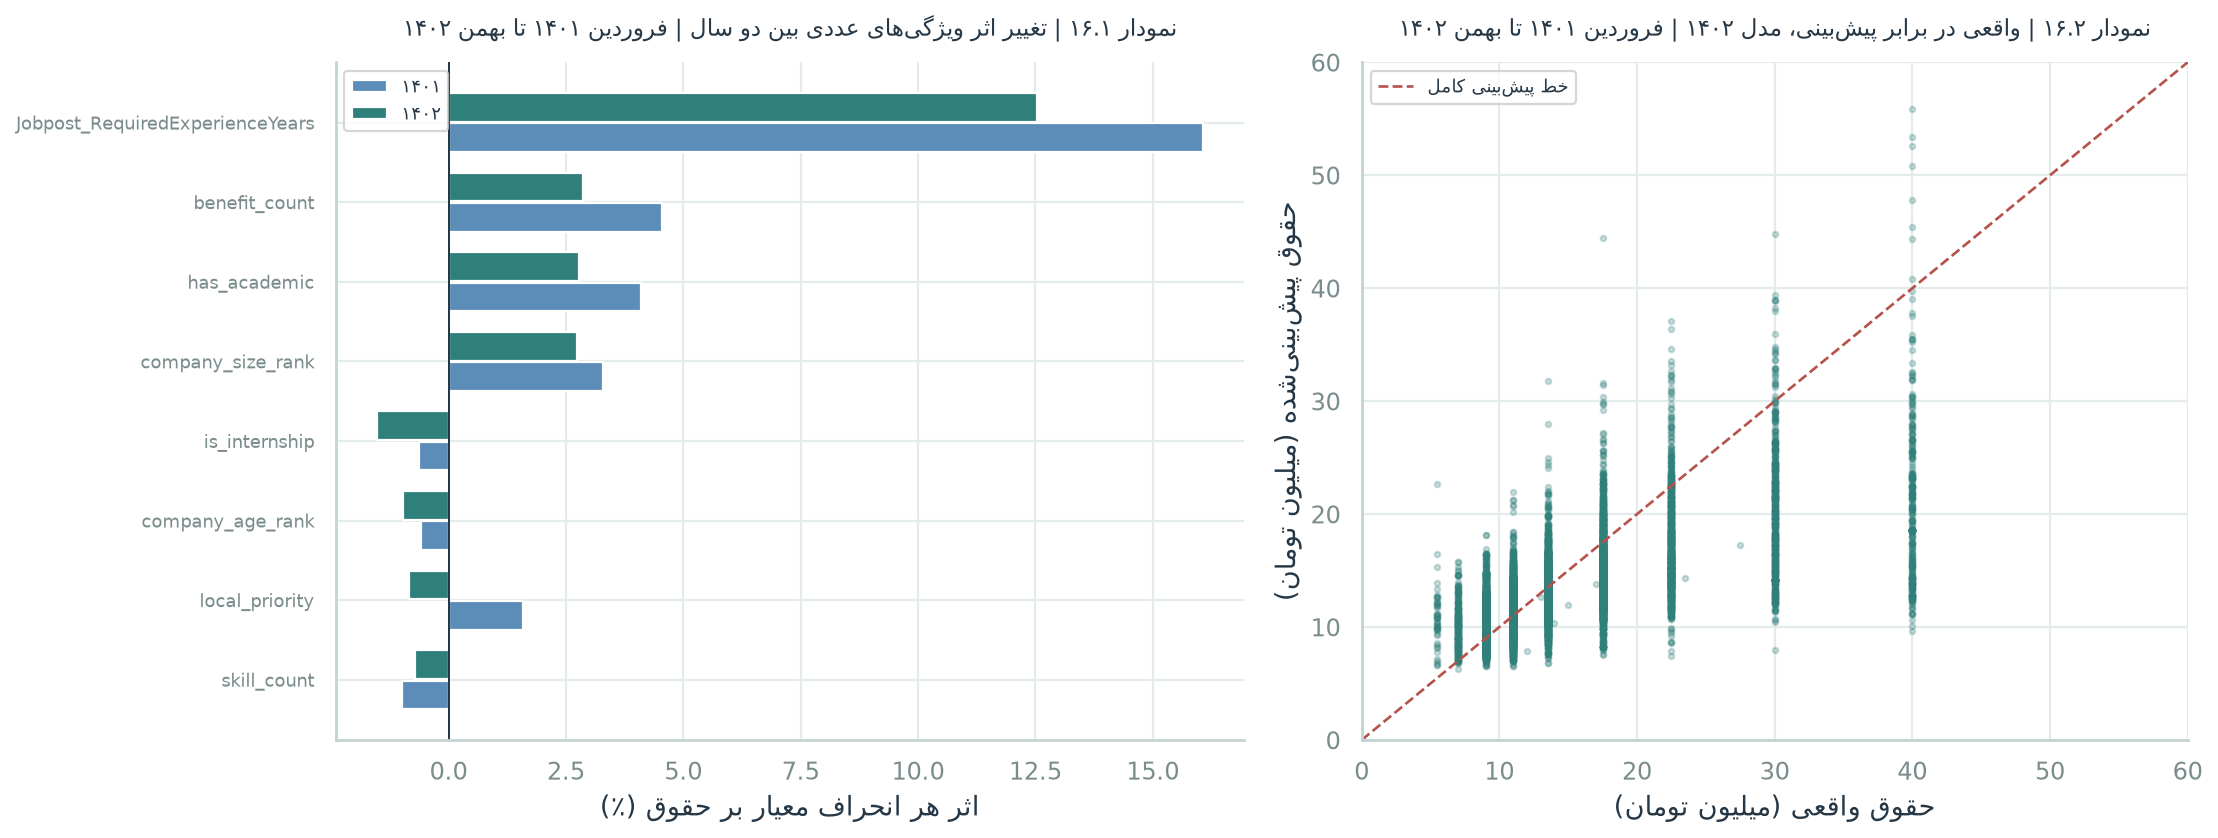 نمودار ۱۶.۱ | تغییر اثر ویژگی‌های عددی بین دو سال | فروردین ۱۴۰۱ تا بهمن ۱۴۰۲
۱۴۰۱
۱۴۰۲
Jobpost_RequiredExperienceYears
benefit_count
has_academic
company_size_rank
is_internship
company_age_rank
local_priority
skill_count
0.0 2.5 5.0 7.5 10.0 12.5 15.0
اثر هر انحراف معیار بر حقوق (٪)
نمودار ۱۶.۲ | واقعی در برابر پیش‌بینی، مدل ۱۴۰۲ | فروردین ۱۴۰۱ تا بهمن ۱۴۰۲
خط پیش‌بینی کامل
حقوق پیش‌بینی‌شده (میلیون تومان)
60
50
40
30
20
10
0
0 10 20 30 40 50 60
حقوق واقعی (میلیون تومان)